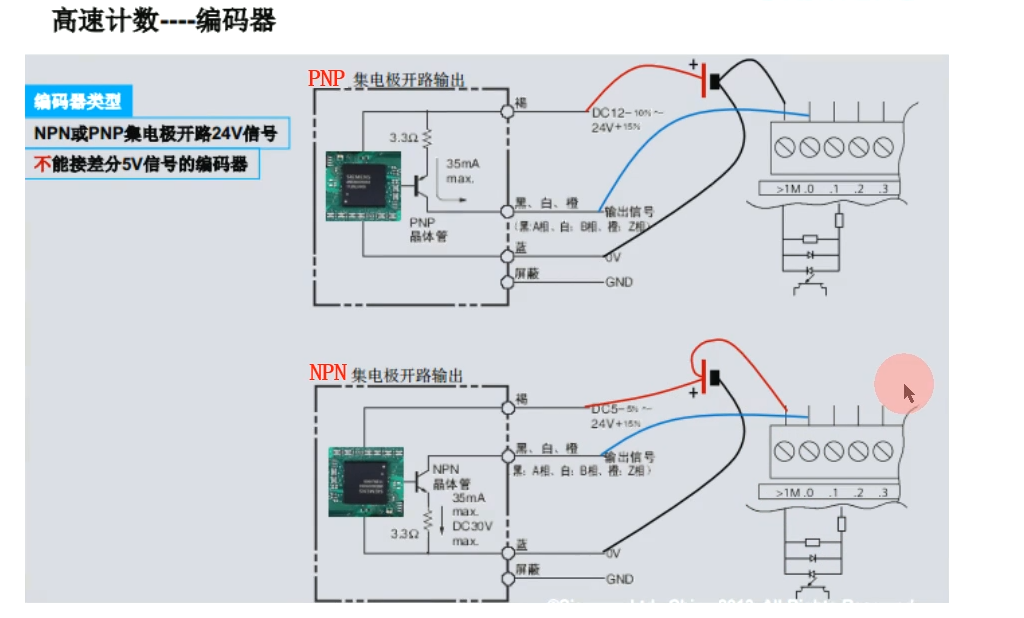 高速计数----编码器
编码器类型
NPN或PNP集电极开路24V信号
不能接差分5V信号的编码器
PNP 集电极开路输出
+
褐
DC12-10%~
24V+15%
3.3Ω
35mA
max.
PNP
晶体管
黑、白、橙
输出信号
(黑:A相、白:B相、橙:Z相)
蓝
0V
屏蔽
GND
>1M .0 .1 .2 .3
NPN 集电极开路输出
+
褐
DC5-5%~
24V+15%
黑、白、橙
输出信号
(黑:A相、白:B相、橙:Z相)
NPN
晶体管
35mA
max.
DC30V
max.
3.3Ω
蓝
0V
屏蔽
GND
>1M .0 .1 .2 .3